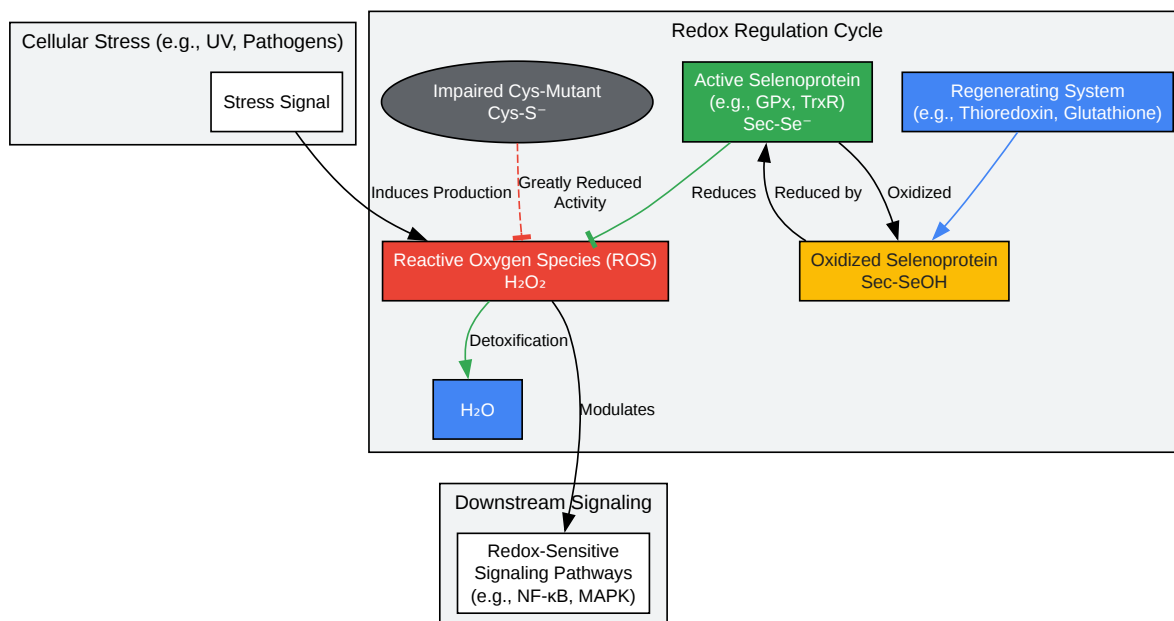 Cellular Stress (e.g., UV, Pathogens)
Stress Signal
Redox Regulation Cycle
Impaired Cys-Mutant
Cys-S⁻
Active Selenoprotein
(e.g., GPx, TrxR)
Sec-Se⁻
Regenerating System
(e.g., Thioredoxin, Glutathione)
Induces Production
Greatly Reduced
Activity
Reduces
Reduced by
Oxidized
Reactive Oxygen Species (ROS)
H₂O₂
Oxidized Selenoprotein
Sec-SeOH
Detoxification
H₂O
Modulates
Downstream Signaling
Redox-Sensitive
Signaling Pathways
(e.g., NF-κB, MAPK)